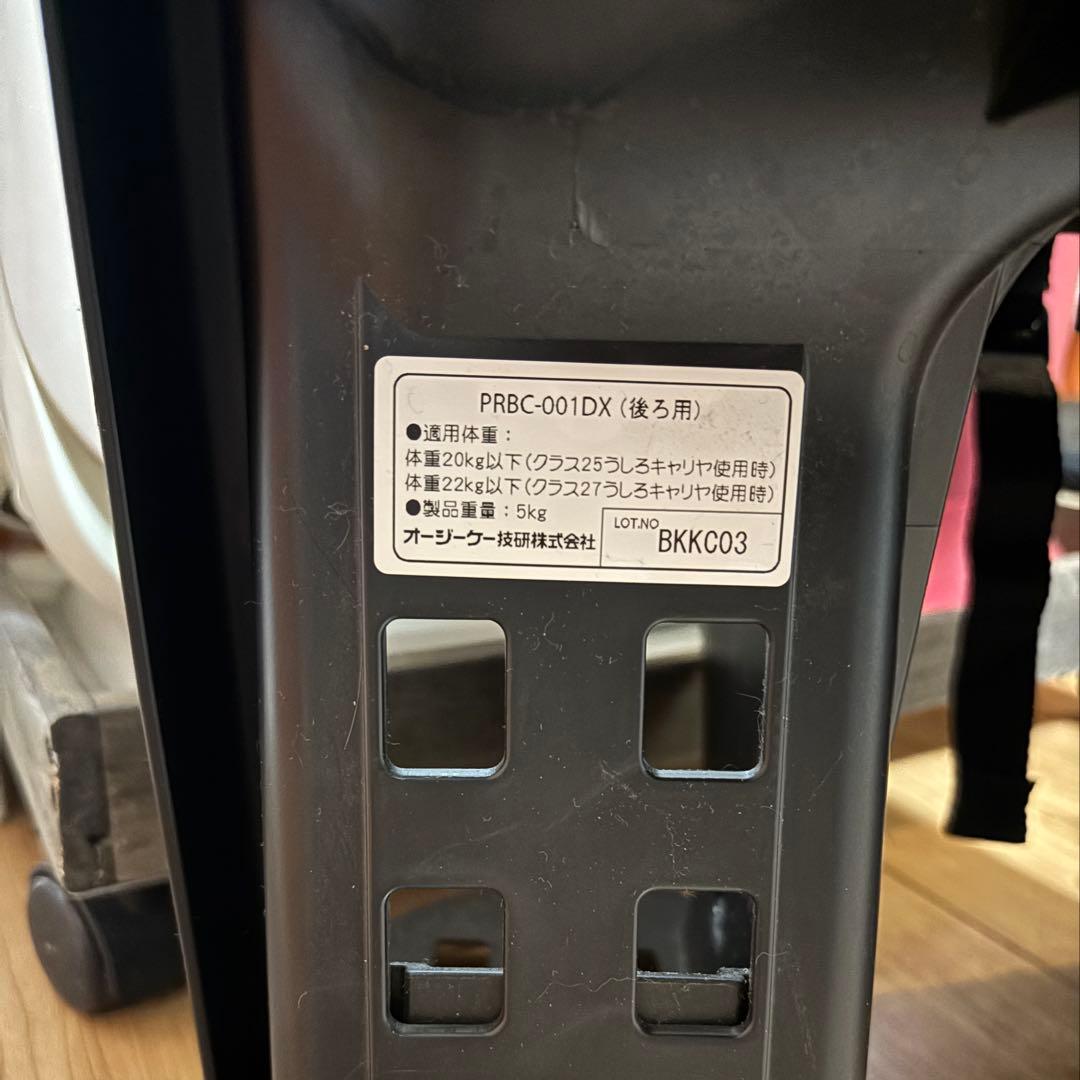 PRBC-001DX(後ろ用)
●適用体重：
体重20kg以下(クラス25うしろキャリヤ使用時)
体重22kg以下(クラス27うしろキャリヤ使用時)
●製品重量：5kg
オージーケー技研株式会社
LOT.NO
BKKC03